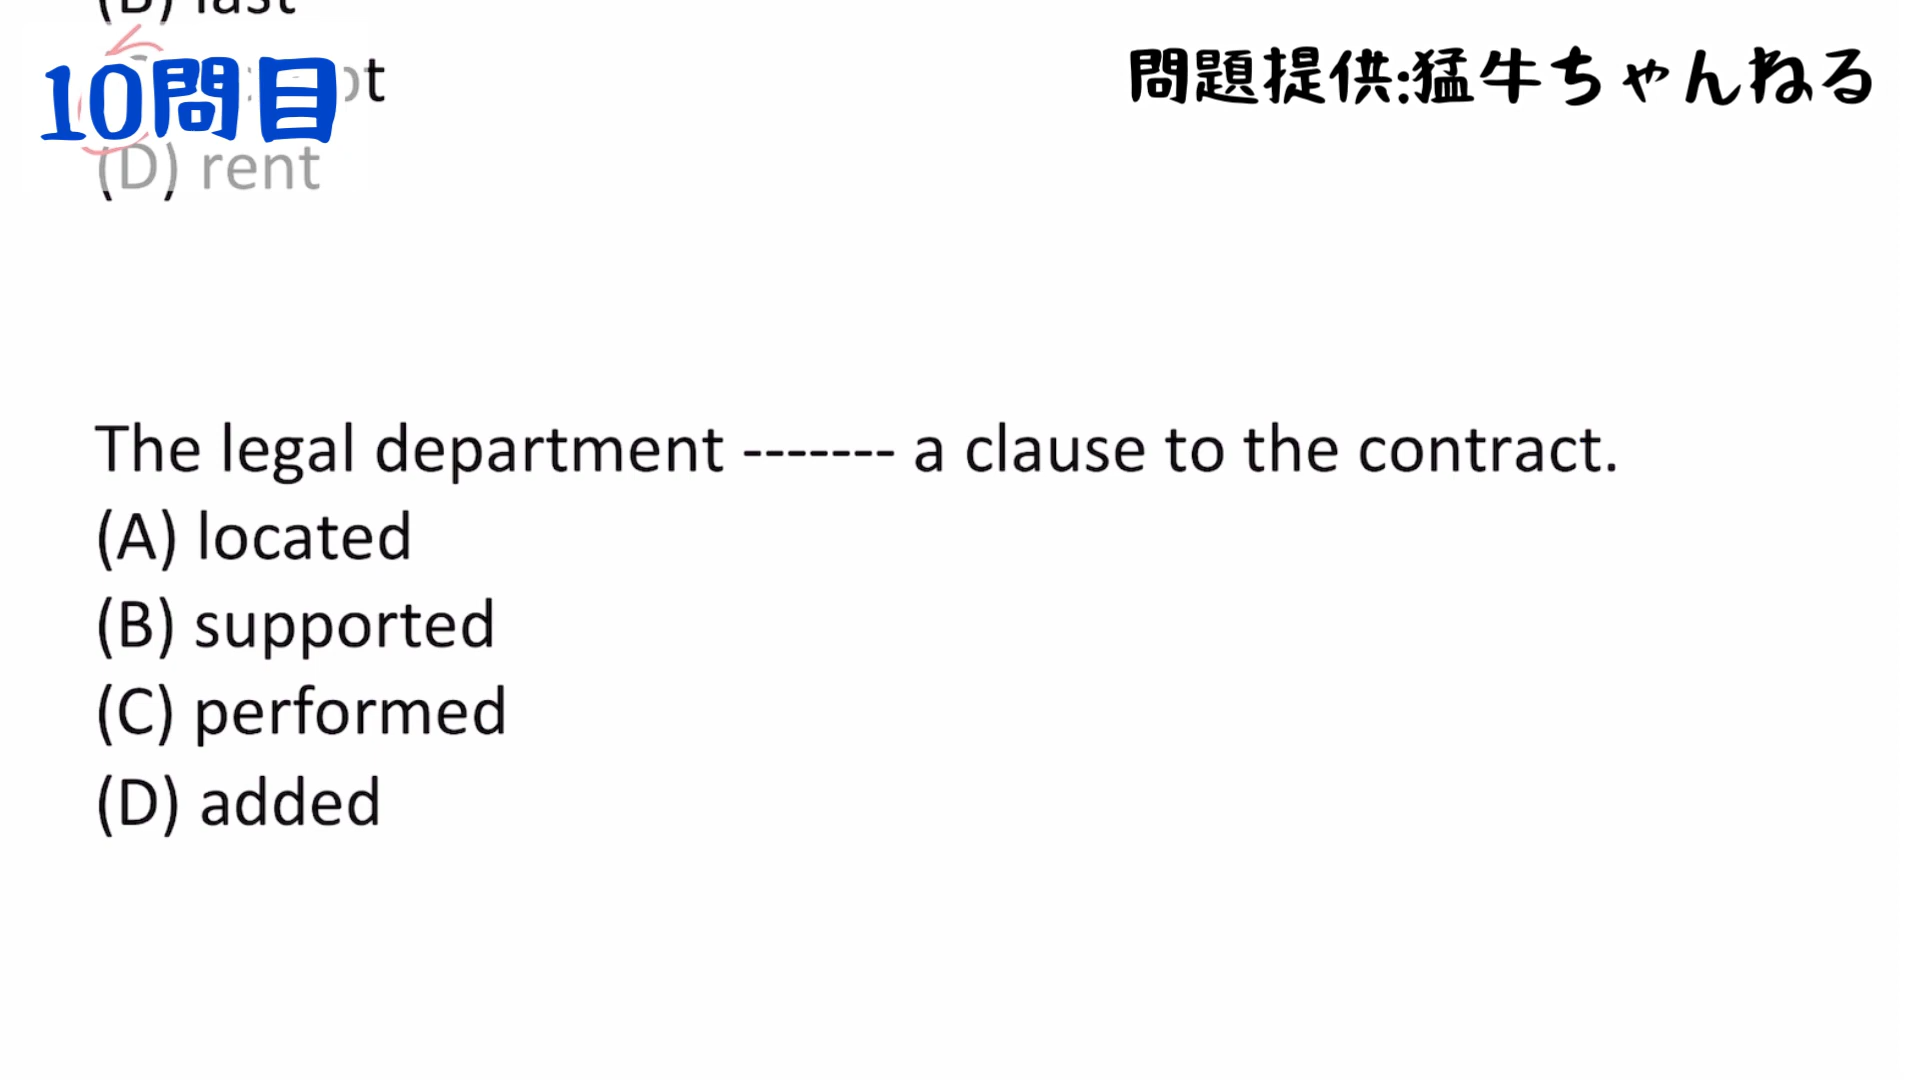 (B) last
10問目
問題提供:猛牛ちゃんねる
(D) rent
The legal department ------- a clause to the contract.
(A) located
(B) supported
(C) performed
(D) added